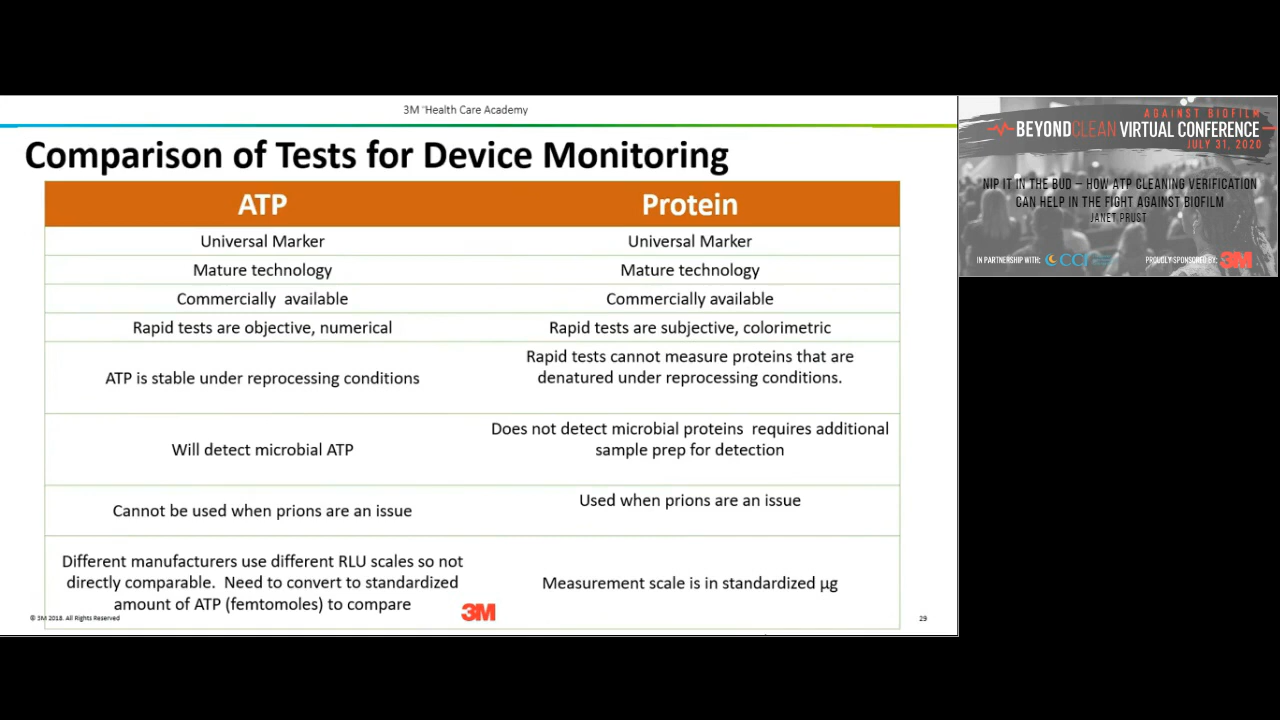 3M ¨Health Care Academy
Comparison of Tests for Device Monitoring
ATP
Protein
Universal Marker
Universal Marker
Mature technology
Mature technology
Commercially available
Commercially available
Rapid tests are objective, numerical
Rapid tests are subjective, colorimetric
ATP is stable under reprocessing conditions
Rapid tests cannot measure proteins that are
denatured under reprocessing conditions.
Will detect microbial ATP
Does not detect microbial proteins requires additional
sample prep for detection
Cannot be used when prions are an issue
Used when prions are an issue
Different manufacturers use different RLU scales so not
directly comparable. Need to convert to standardized
amount of ATP (femtomoles) to compare
Measurement scale is in standardized µg
© 3M 2018. All Rights Reserved
3M
29
AGAINST BIOFILM
BEYONDCLEAN VIRTUAL CONFERENCE
JULY 31, 2020
NIP IT IN THE BUD – HOW ATP CLEANING VERIFICATION
CAN HELP IN THE FIGHT AGAINST BIOFILM
JANET PRUST
IN PARTNERSHIP WITH:
PROUDLY SPONSORED BY: 3M